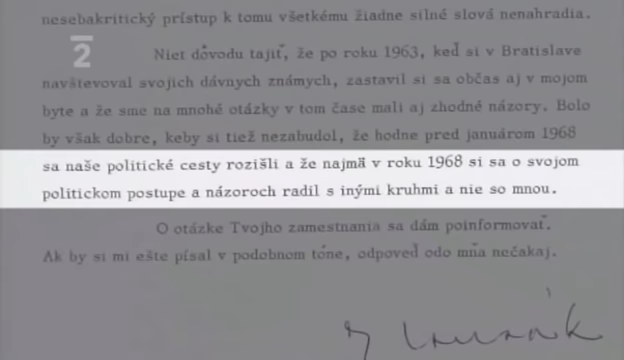 nesebakritický prístup k tomu všetkému žiadne silné slová nenahradia.
2
Niet dôvodu tajiť, že po roku 1963, keď si v Bratislave
navštevoval svojich dávnych známych, zastavil si sa občas aj v mojom
byte a že sme na mnohé otázky v tom čase mali aj zhodné názory. Bolo
by však dobre, keby si tiež nezabudol, že hodne pred januárom 1968
sa naše politické cesty rozišli a že najmä v roku 1968 si sa o svojom
politickom postupe a názoroch radil s inými kruhmi a nie so mnou.
O otázke Tvojho zamestnania sa dám poinformovať.
Ak by si mi ešte písal v podobnom tóne, odpoveď odo mňa nečakaj.